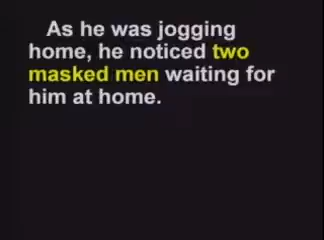 As he was jogging
home, he noticed two
masked men waiting for
him at home.